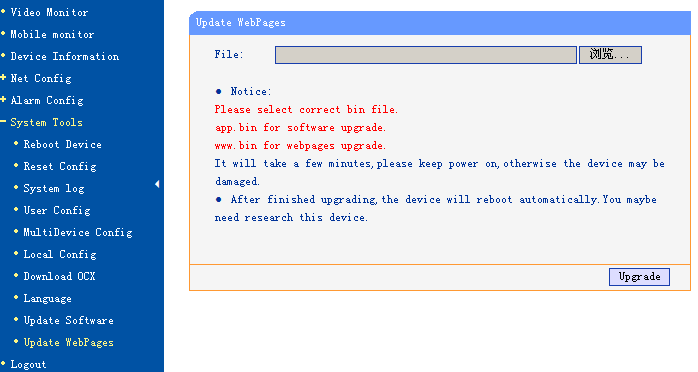 Video Monitor
Mobile monitor
Device Information
Net Config
Alarm Config
System Tools
Reboot Device
Reset Config
System log
User Config
MultiDevice Config
Local Config
Download OCX
Language
Update Software
Update WebPages
Logout
Update WebPages
File: 浏览...
● Notice:
Please select correct bin file.
app.bin for software upgrade.
www.bin for webpages upgrade.
It will take a few minutes,please keep power on,otherwise the device may be
damaged.
● After finished upgrading,the device will reboot automatically.You maybe
need research this device.
Upgrade